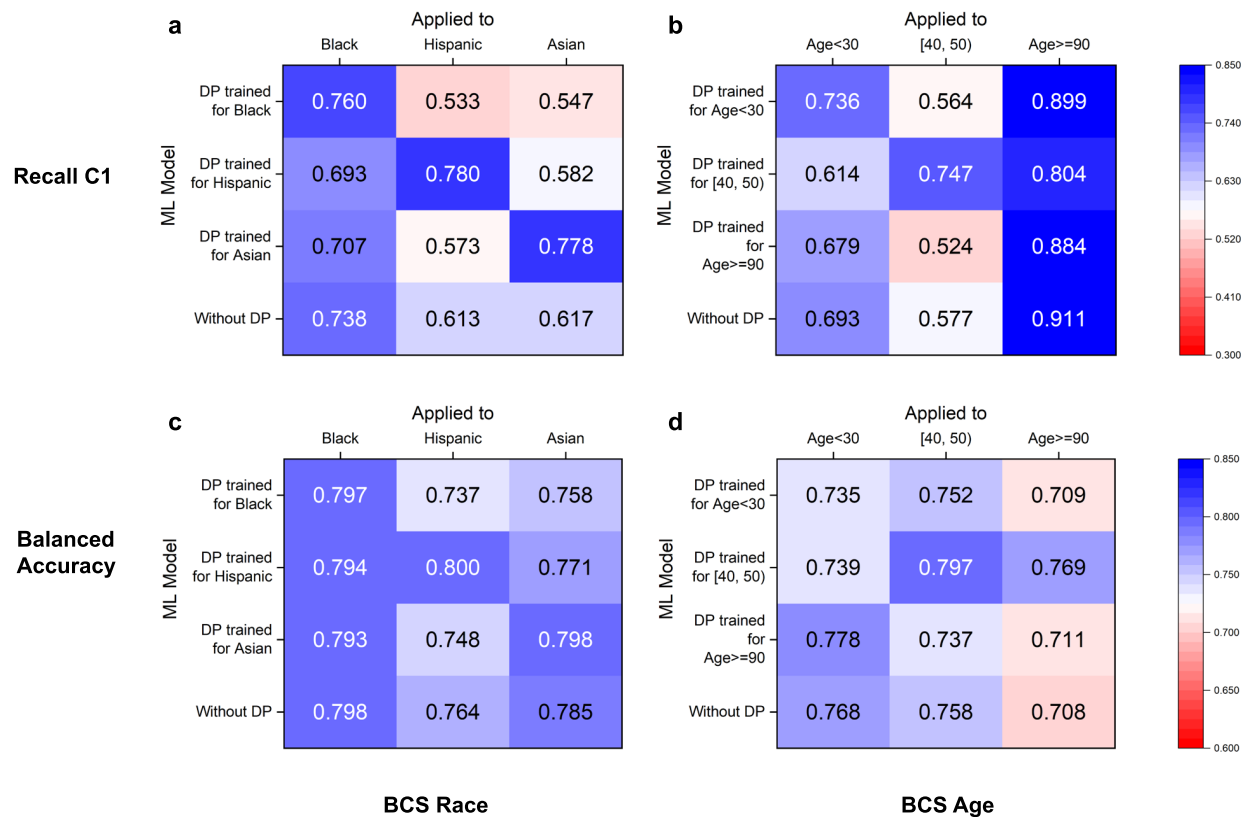 a
Applied to
Black Hispanic Asian
Recall C1
ML Model
DP trained
for Black
0.760 0.533 0.547
DP trained
for Hispanic
0.693 0.780 0.582
DP trained
for Asian
0.707 0.573 0.778
Without DP
0.738 0.613 0.617
b
Applied to
Age<30 [40, 50) Age>=90
ML Model
DP trained
for Age<30
0.736 0.564 0.899
DP trained
for [40, 50)
0.614 0.747 0.804
DP trained
for
Age>=90
0.679 0.524 0.884
Without DP
0.693 0.577 0.911
0.850
0.740
0.630
0.520
0.410
0.300
c
Applied to
Black Hispanic Asian
Balanced
Accuracy
ML Model
DP trained
for Black
0.797 0.737 0.758
DP trained
for Hispanic
0.794 0.800 0.771
DP trained
for Asian
0.793 0.748 0.798
Without DP
0.798 0.764 0.785
d
Applied to
Age<30 [40, 50) Age>=90
ML Model
DP trained
for Age<30
0.735 0.752 0.709
DP trained
for [40, 50)
0.739 0.797 0.769
DP trained
for
Age>=90
0.778 0.737 0.711
Without DP
0.768 0.758 0.708
0.850
0.800
0.750
0.700
0.650
0.600
BCS Race
BCS Age